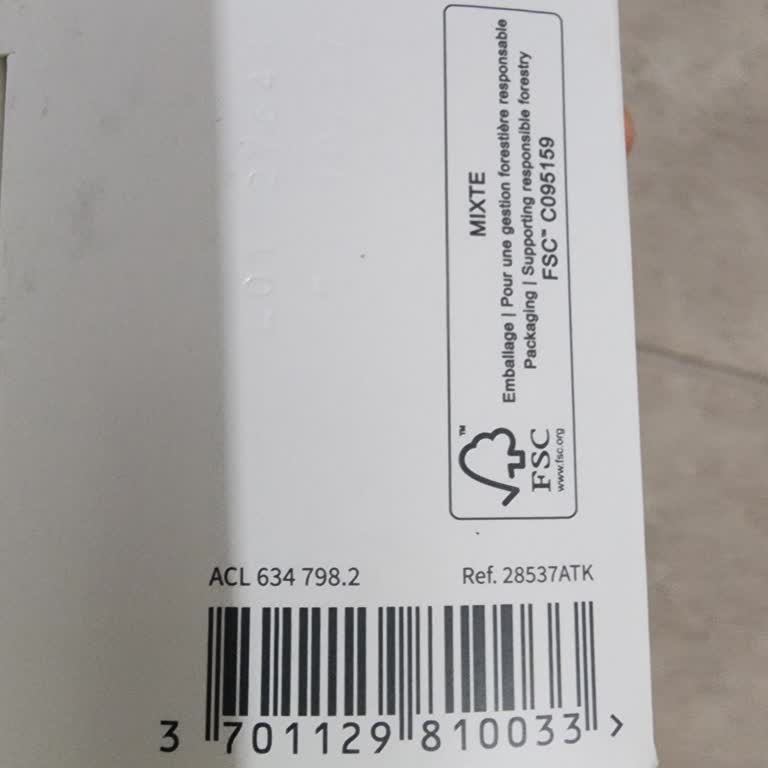 MIXTE
Emballage | Pour une gestion forestière responsable
Packaging | Supporting responsible forestry
FSC™ C095159
™
FSC
www.fsc.org
ACL 634 798.2
Ref. 28537ATK
3 701129 810033 >